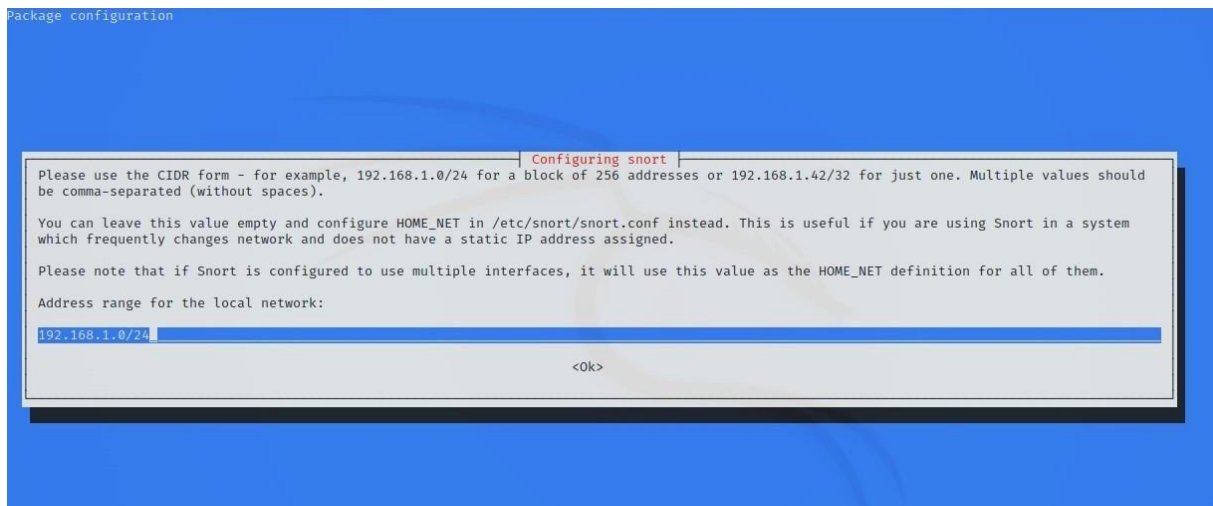 Package configuration
Configuring snort
Please use the CIDR form - for example, 192.168.1.0/24 for a block of 256 addresses or 192.168.1.42/32 for just one. Multiple values should
be comma-separated (without spaces).
You can leave this value empty and configure HOME_NET in /etc/snort/snort.conf instead. This is useful if you are using Snort in a system
which frequently changes network and does not have a static IP address assigned.
Please note that if Snort is configured to use multiple interfaces, it will use this value as the HOME_NET definition for all of them.
Address range for the local network:
192.168.1.0/24
<Ok>